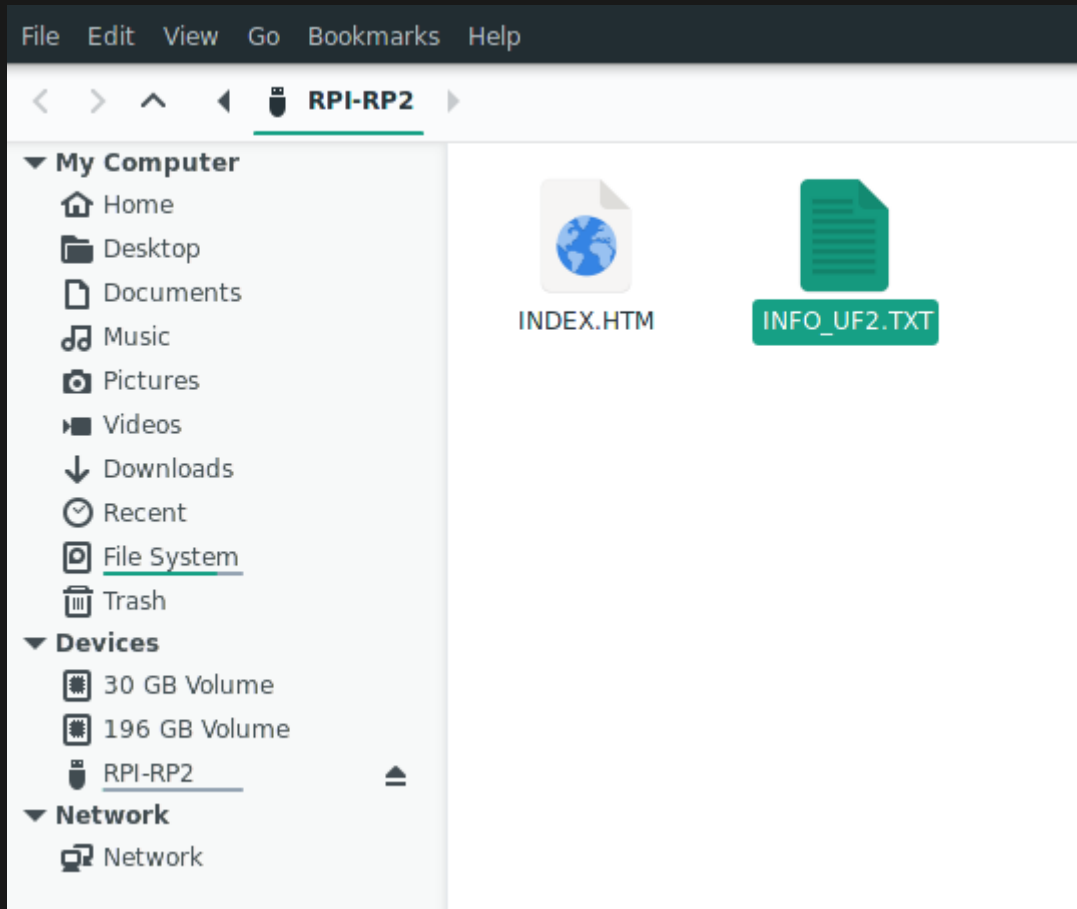 File Edit View Go Bookmarks Help
RPI-RP2
My Computer
Home
Desktop
Documents
Music
Pictures
Videos
Downloads
Recent
File System
Trash
Devices
30 GB Volume
196 GB Volume
RPI-RP2
Network
Network
INDEX.HTM INFO_UF2.TXT